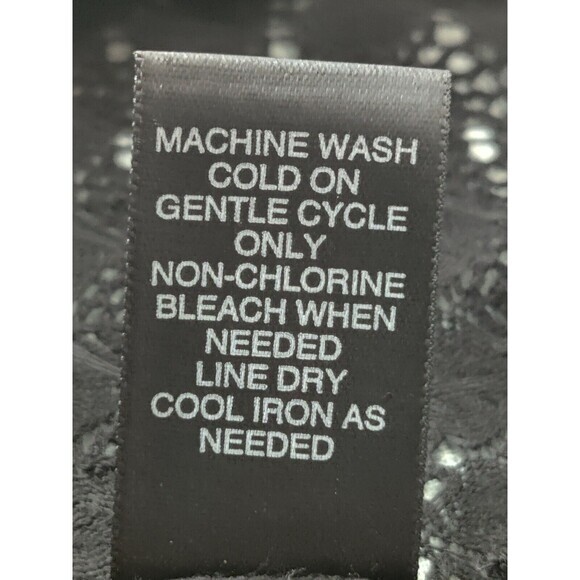 MACHINE WASH
COLD ON
GENTLE CYCLE
ONLY
NON-CHLORINE
BLEACH WHEN
NEEDED
LINE DRY
COOL IRON AS
NEEDED